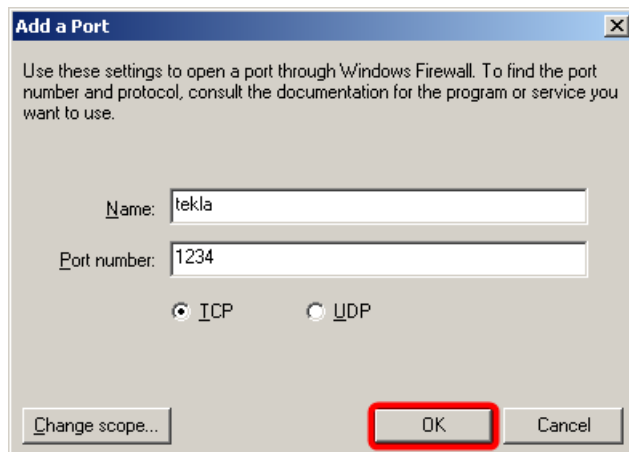 Add a Port
Use these settings to open a port through Windows Firewall. To find the port
number and protocol, consult the documentation for the program or service you
want to use.
Name: tekla
Port number: 1234
TCP UDP
Change scope... OK Cancel